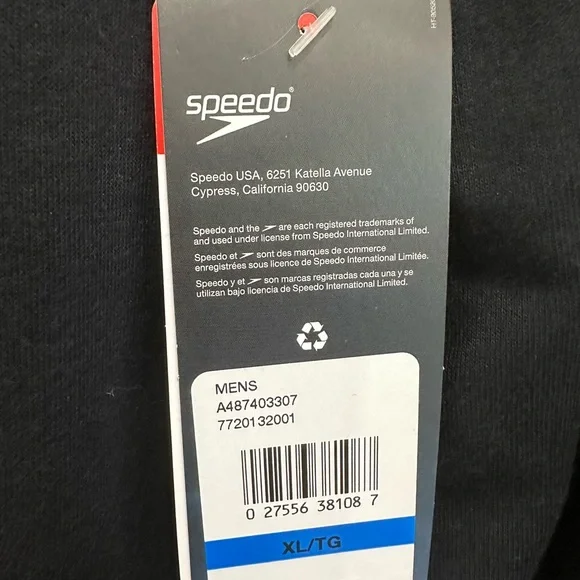 speedo®
Speedo USA, 6251 Katella Avenue
Cypress, California 90630
Speedo and the are each registered trademarks of
and used under license from Speedo International Limited.
Speedo et sont des marques de commerce
enregistrées sous licence de Speedo International Limitée.
Speedo y et son marcas registradas cada una y se
utilizan bajo licencia de Speedo International Limited.
MENS
A487403307
7720132001
0 27556 38108 7
XL/TG